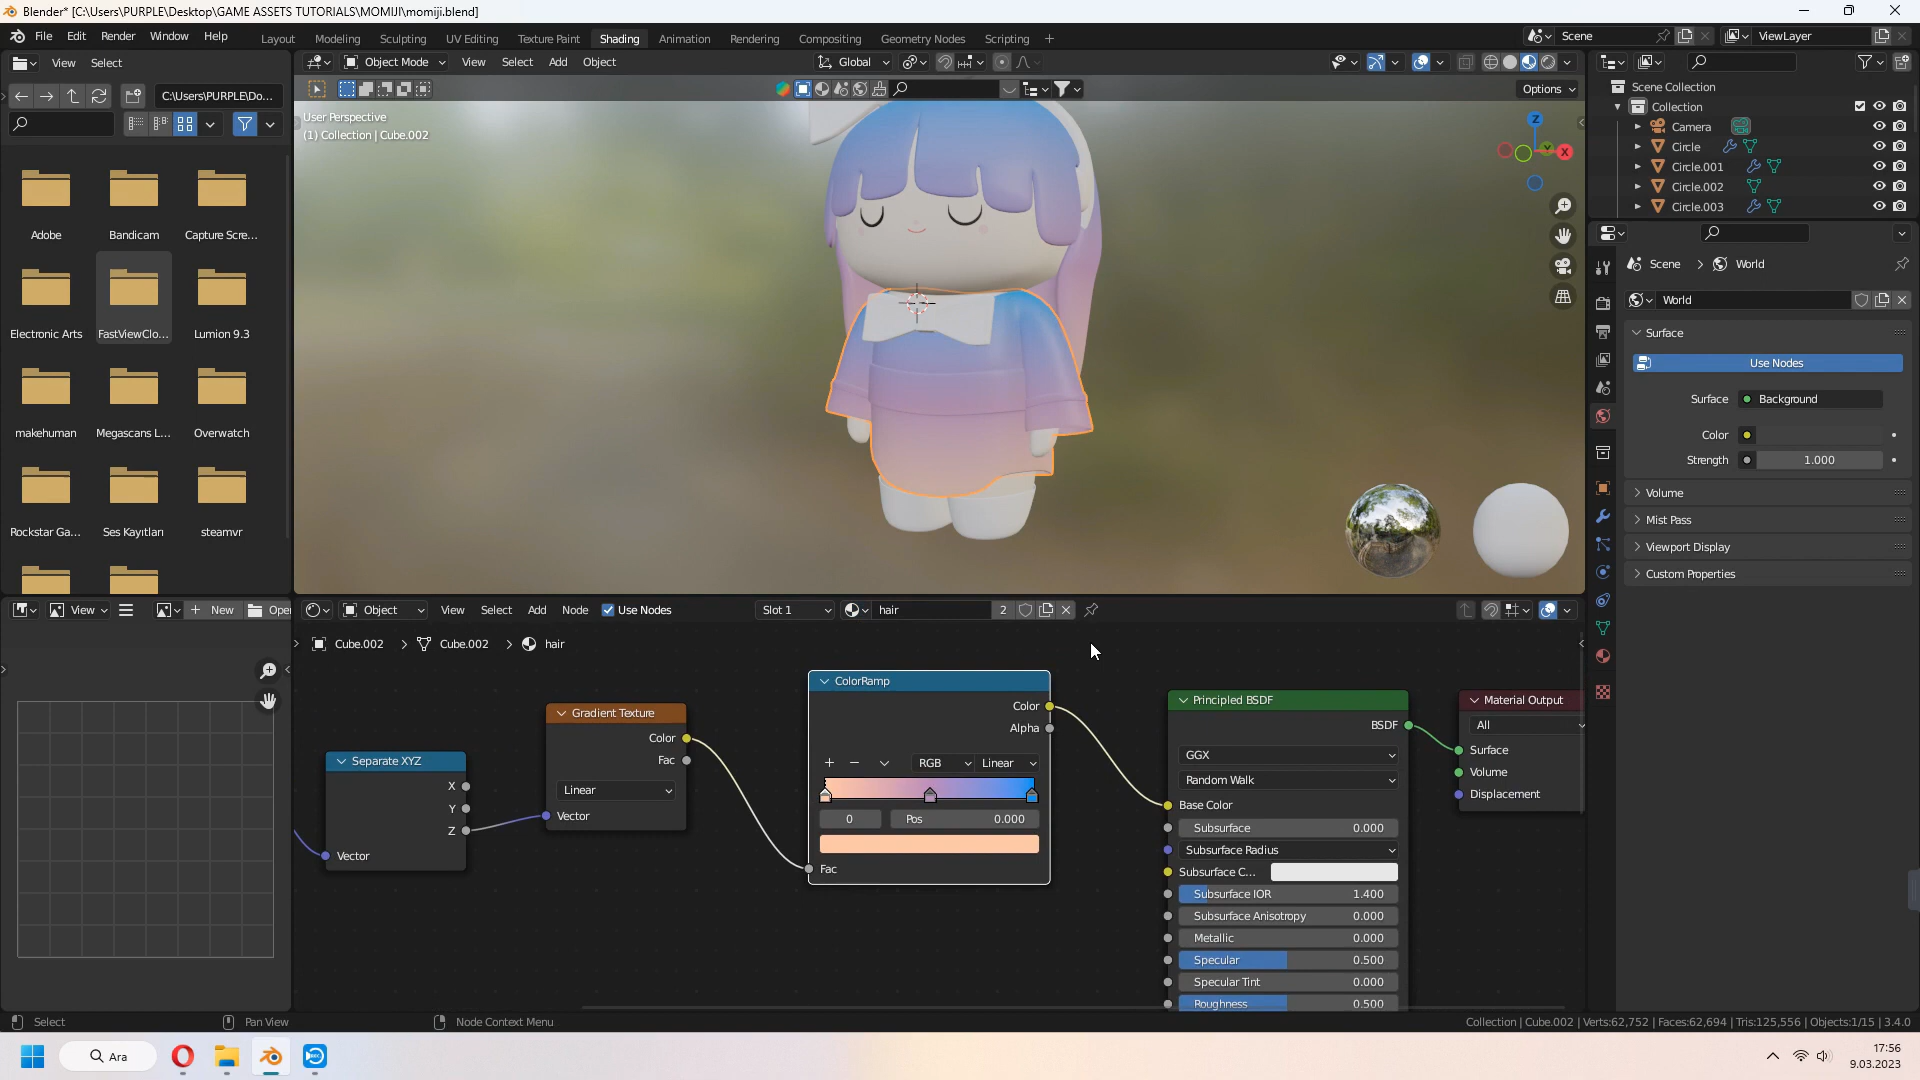 Blender* [C:\Users\PURPLE\Desktop\GAME ASSETS TUTORIALS\MOMIJI\momiji.blend]
File Edit Render Window Help
Layout Modeling Sculpting UV Editing Texture Paint Shading Animation Rendering Compositing Geometry Nodes Scripting +
Scene
ViewLayer
View Select
C:\Users\PURPLE\Do...
Adobe
Bandicam
Capture Scre...
Electronic Arts
FastViewClo...
Lumion 9.3
makehuman
Megascans L...
Overwatch
Rockstar Ga...
Ses Kayıtları
steamvr
Object Mode
View Select Add Object
Global
Options
User Perspective
(1) Collection | Cube.002
Z
Y
X
Scene Collection
Collection
Camera
Circle
Circle.001
Circle.002
Circle.003
Scene > World
World
Surface
Use Nodes
Surface Background
Color
Strength 1.000
Volume
Mist Pass
Viewport Display
Custom Properties
View
+ New
Open
Object
View Select Add Node
Use Nodes
Slot 1
hair
2
Cube.002 > Cube.002 > hair
Separate XYZ
X
Y
Z
Vector
Gradient Texture
Color
Fac
Linear
Vector
ColorRamp
Color
Alpha
RGB
Linear
0
Pos 0.000
Fac
Principled BSDF
BSDF
GGX
Random Walk
Base Color
Subsurface 0.000
Subsurface Radius
Subsurface C...
Subsurface IOR 1.400
Subsurface Anisotropy 0.000
Metallic 0.000
Specular 0.500
Specular Tint 0.000
Roughness 0.500
Material Output
All
Surface
Volume
Displacement
Select
Pan View
Node Context Menu
Collection | Cube.002 | Verts:62,752 | Faces:62,694 | Tris:125,556 | Objects:1/15 | 3.4.0
Ara
REC
17:56
9.03.2023